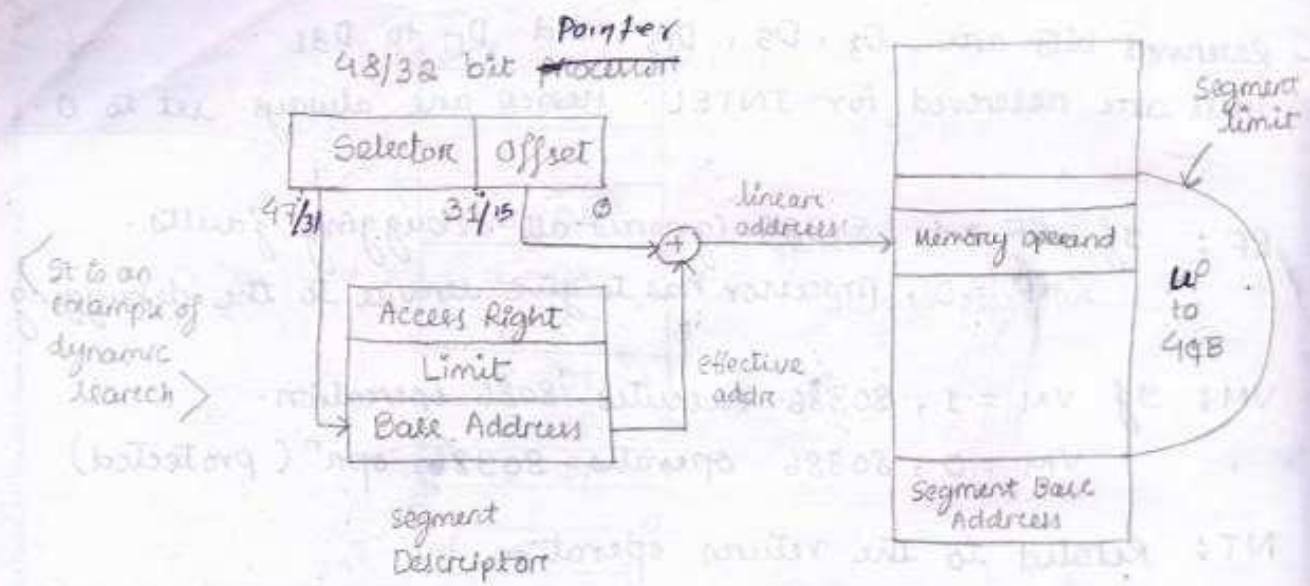 Pointer
48/32 bit processor
Selector offset
47/31 31/15 0
linear
address
Segment
limit
Memory operand
up
to
4GB
It is an
example of
dynamic
search
Access Right
Limit
Base Address
effective
addr
Segment Base
Address
segment
Descriptor